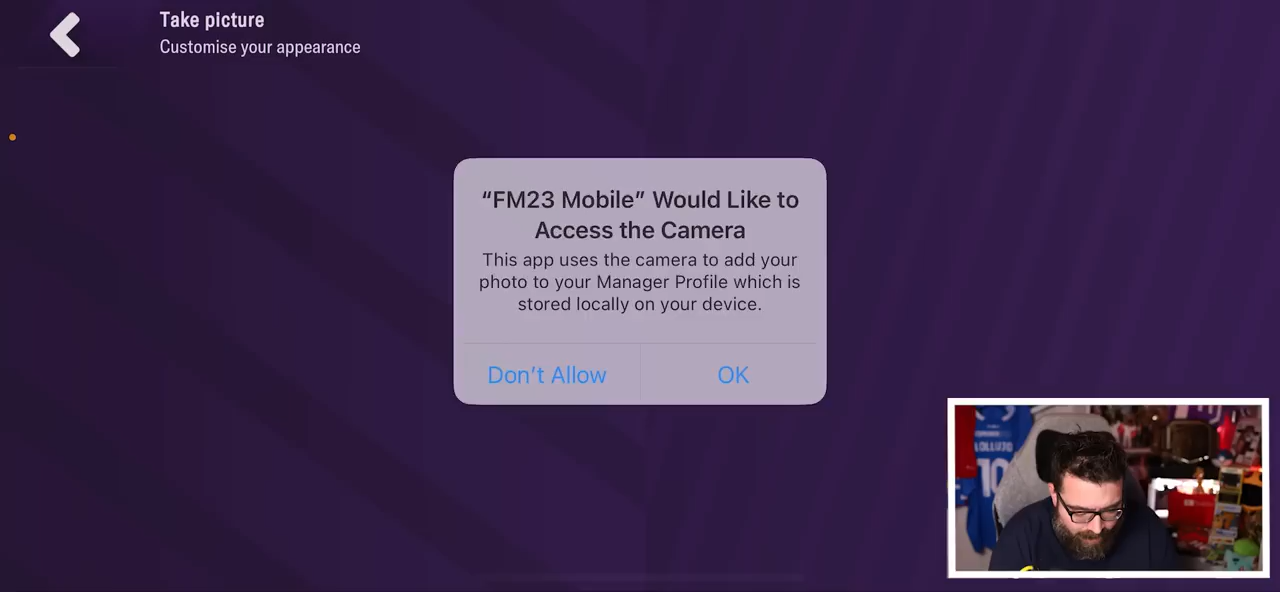 Take picture
Customise your appearance
“FM23 Mobile” Would Like to
Access the Camera
This app uses the camera to add your
photo to your Manager Profile which is
stored locally on your device.
Don’t Allow
OK
10